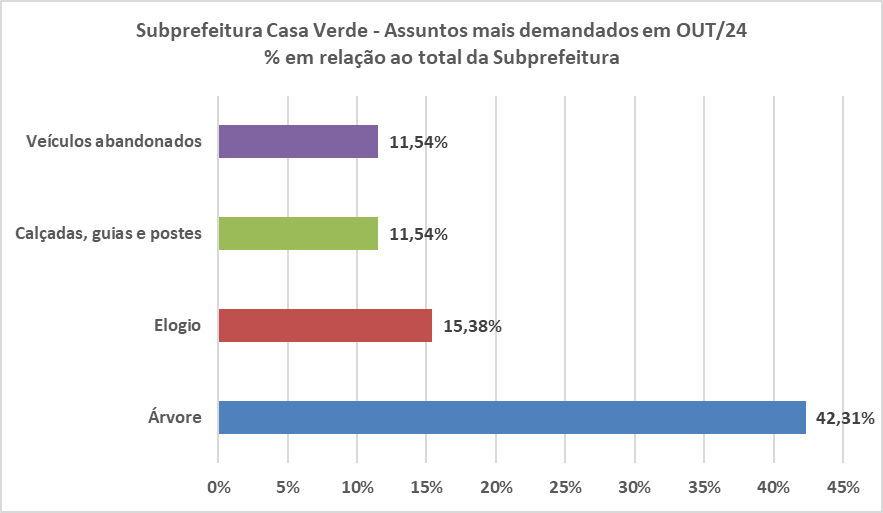 Subprefeitura Casa Verde - Assuntos mais demandados em OUT/24
% em relação ao total da Subprefeitura
Veículos abandonados
11,54%
Calçadas, guias e postes
11,54%
Elogio
15,38%
Árvore
42,31%
0% 5% 10% 15% 20% 25% 30% 35% 40% 45%